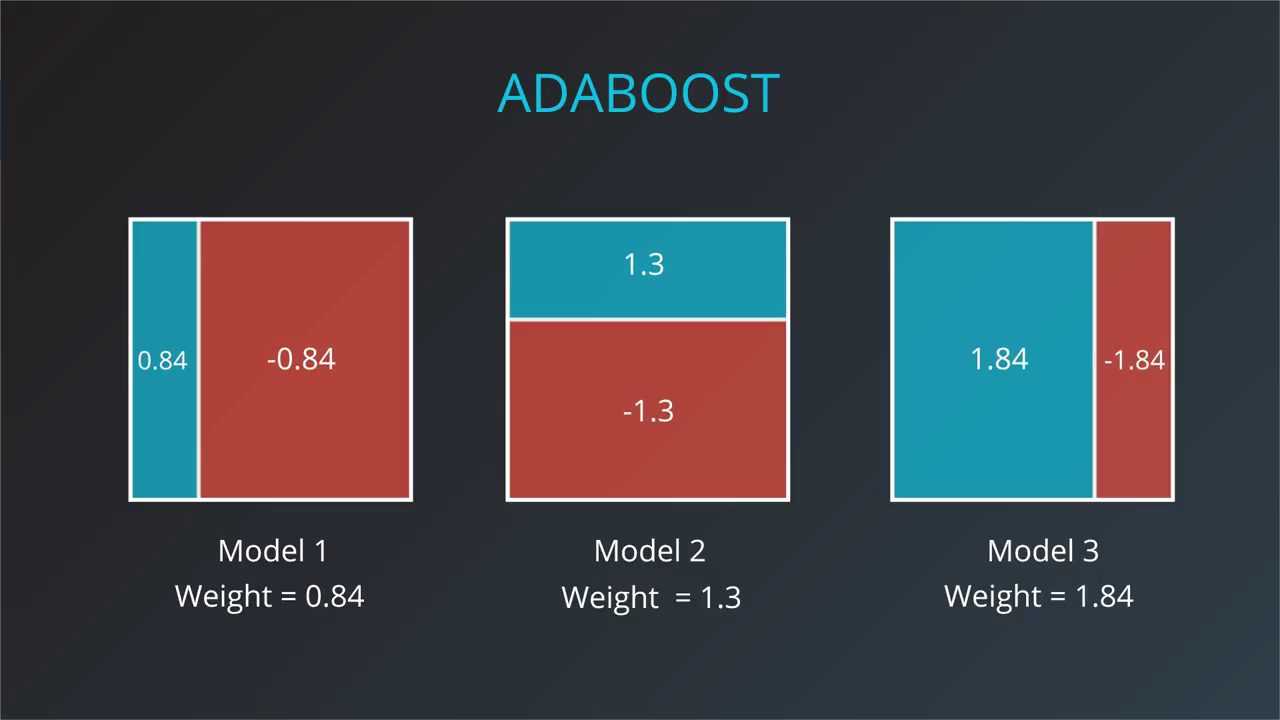 ADABOOST
0.84
-0.84
1.3
-1.3
1.84
-1.84
Model 1
Weight = 0.84
Model 2
Weight  = 1.3
Model 3
Weight = 1.84